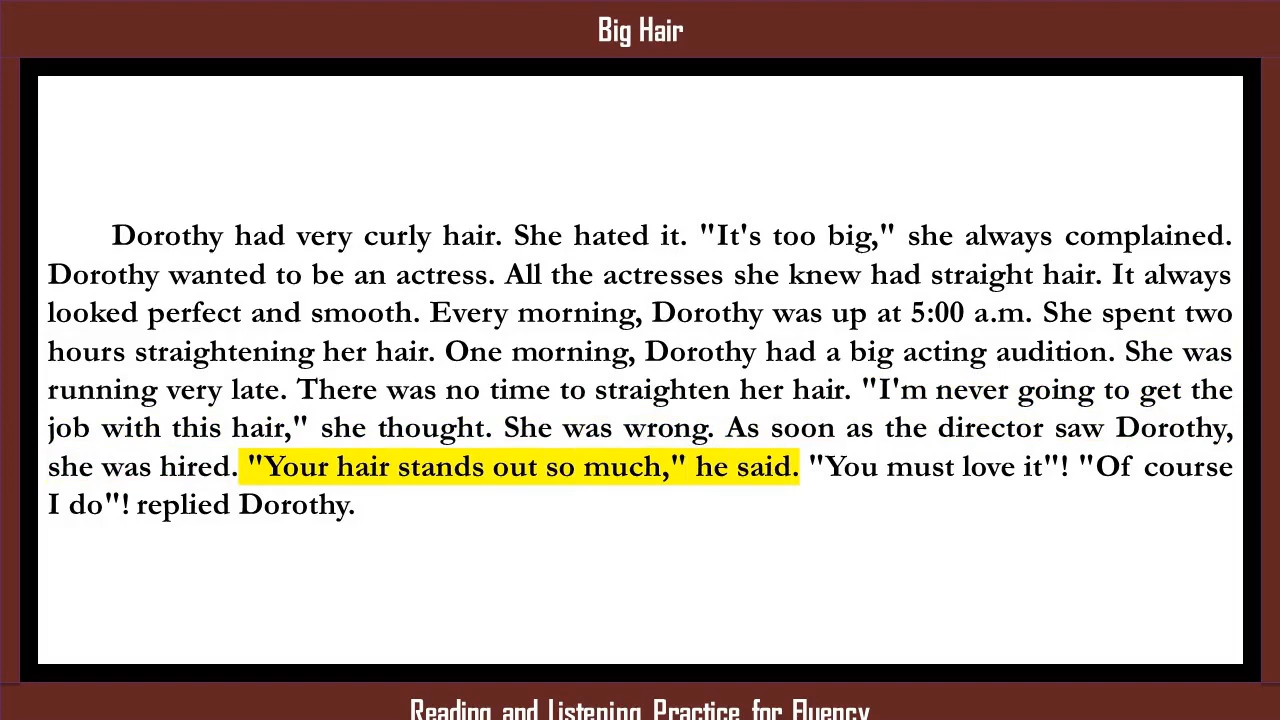 Big Hair
Dorothy had very curly hair. She hated it. "It's too big," she always complained.
Dorothy wanted to be an actress. All the actresses she knew had straight hair. It always
looked perfect and smooth. Every morning, Dorothy was up at 5:00 a.m. She spent two
hours straightening her hair. One morning, Dorothy had a big acting audition. She was
running very late. There was no time to straighten her hair. "I'm never going to get the
job with this hair," she thought. She was wrong. As soon as the director saw Dorothy,
she was hired. "Your hair stands out so much," he said. "You must love it"! "Of course
I do"! replied Dorothy.
Reading and Listening Practice for Fluency